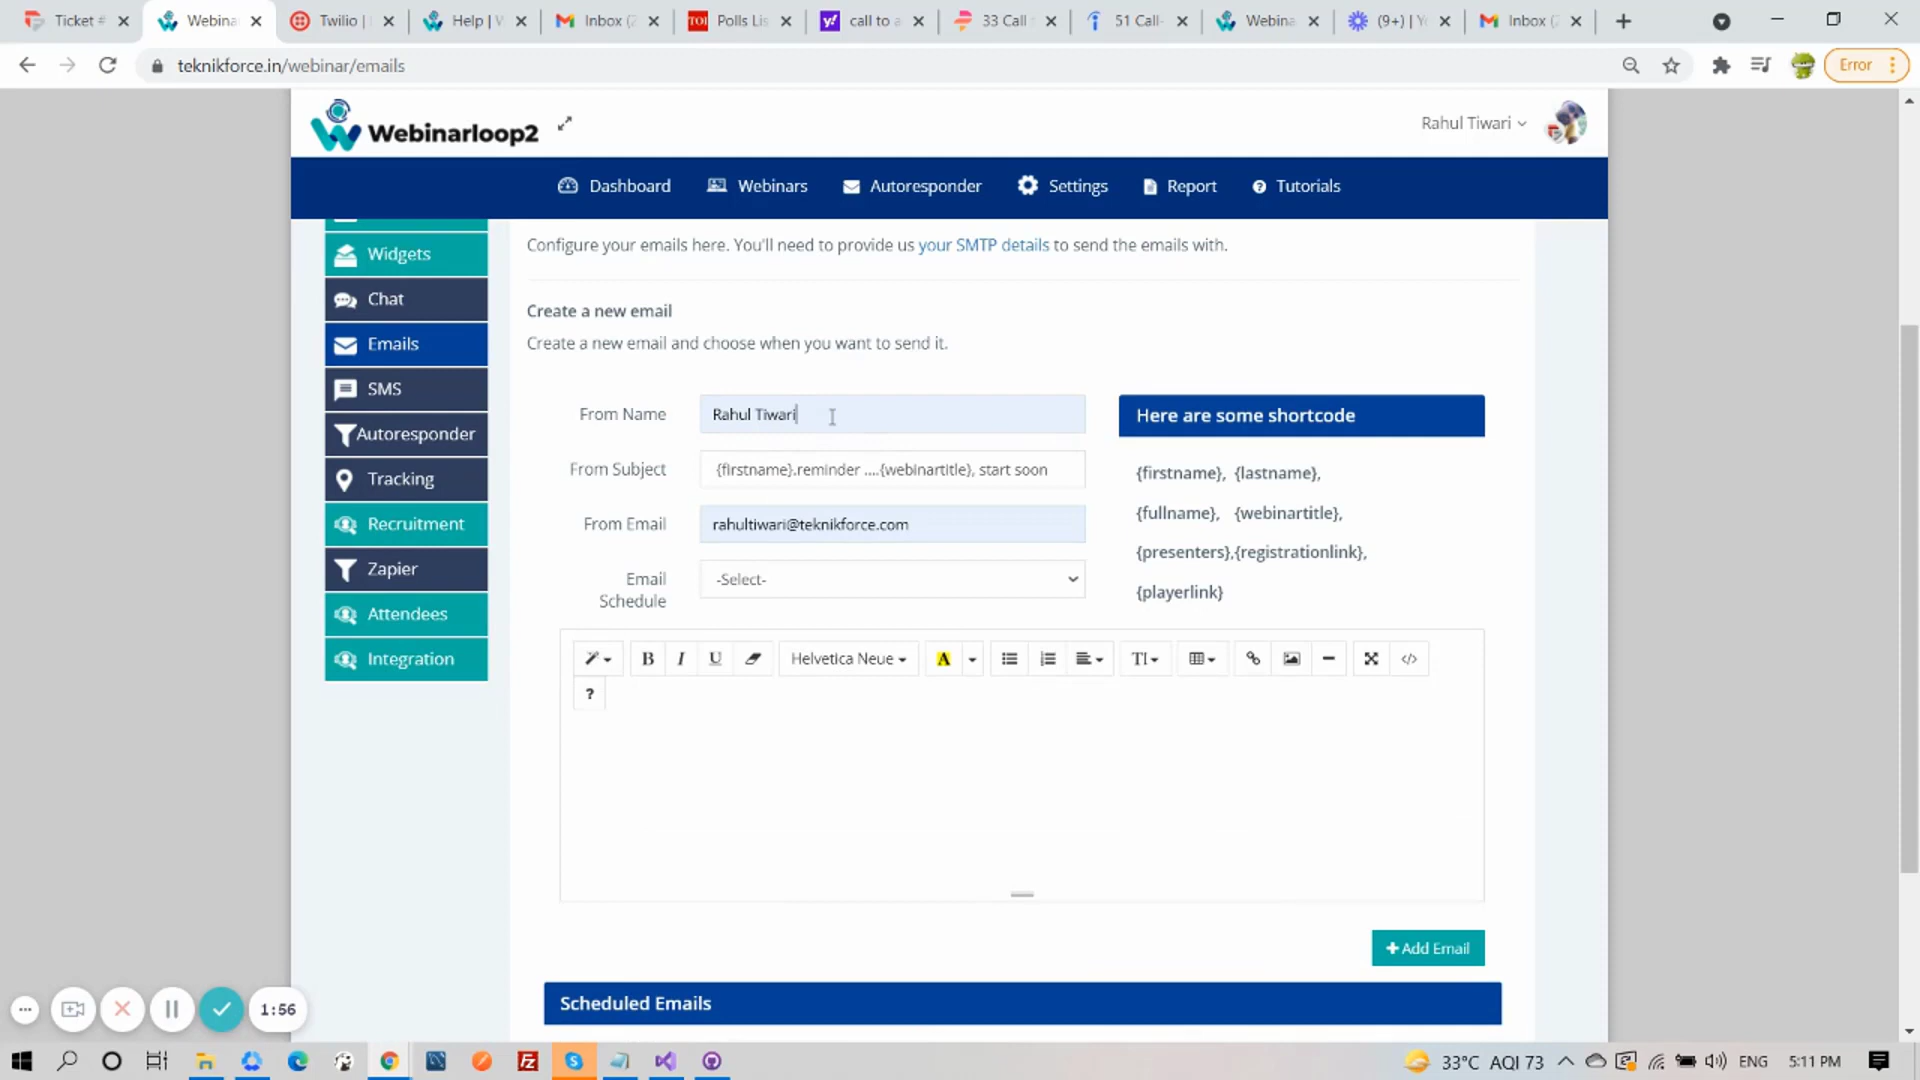 Ticket #
Webina
Twilio |
Help | W
Inbox (2
TOI Polls Lis
call to a
33 Call
51 Call-
Webina
(9+) | Yo
Inbox (2
teknikforce.in/webinar/emails
Error
Webinarloop2
Rahul Tiwari
Dashboard Webinars Autoresponder Settings Report Tutorials
Widgets
Chat
Emails
SMS
Autoresponder
Tracking
Recruitment
Zapier
Attendees
Integration
Configure your emails here. You'll need to provide us your SMTP details to send the emails with.
Create a new email
Create a new email and choose when you want to send it.
From Name Rahul Tiwari
From Subject {firstname}.reminder ....{webinartitle}, start soon
From Email rahultiwari@teknikforce.com
Email
Schedule
-Select-
Here are some shortcode
{firstname}, {lastname},
{fullname}, {webinartitle},
{presenters},{registrationlink},
{playerlink}
B I U Helvetica Neue A TI </>
?
+ Add Email
Scheduled Emails
1:56
33°C AQI 73 ENG 5:11 PM